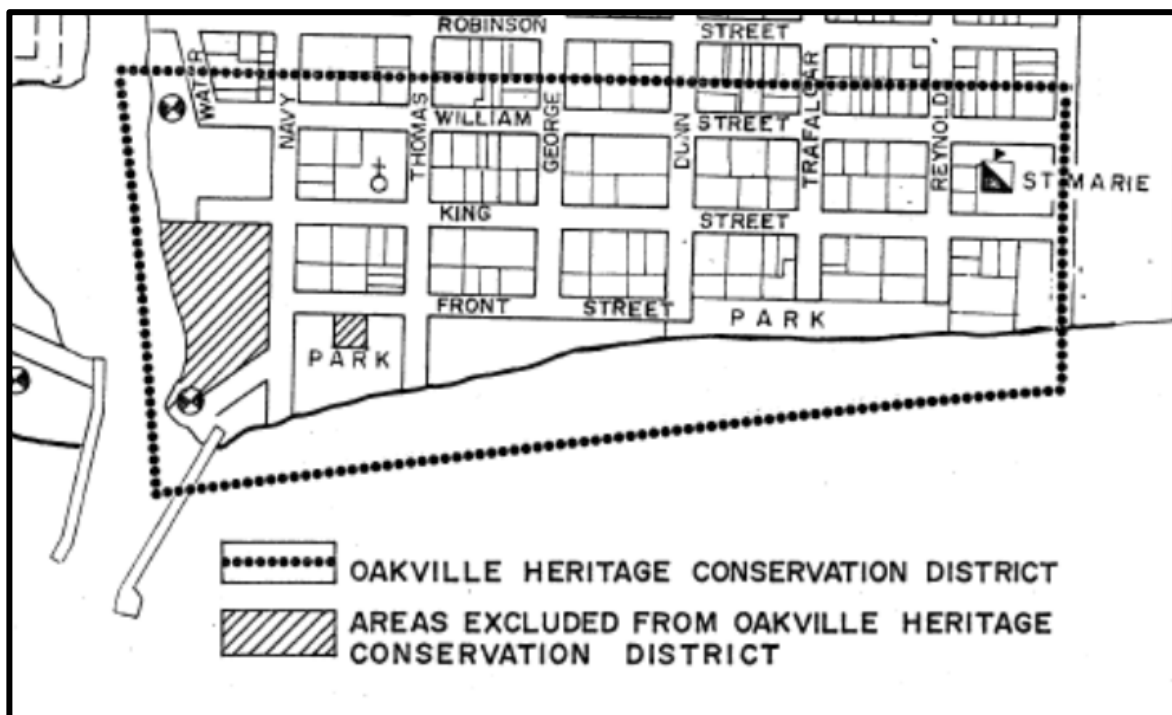 ROBINSON STREET
WATER
NAVY
THOMAS
WILLIAM STREET
GEORGE
DUNN
TRAFALGAR
REYNOLD
ST MARIE
KING STREET
FRONT STREET
PARK
PARK
OAKVILLE HERITAGE CONSERVATION DISTRICT
AREAS EXCLUDED FROM OAKVILLE HERITAGE
CONSERVATION DISTRICT